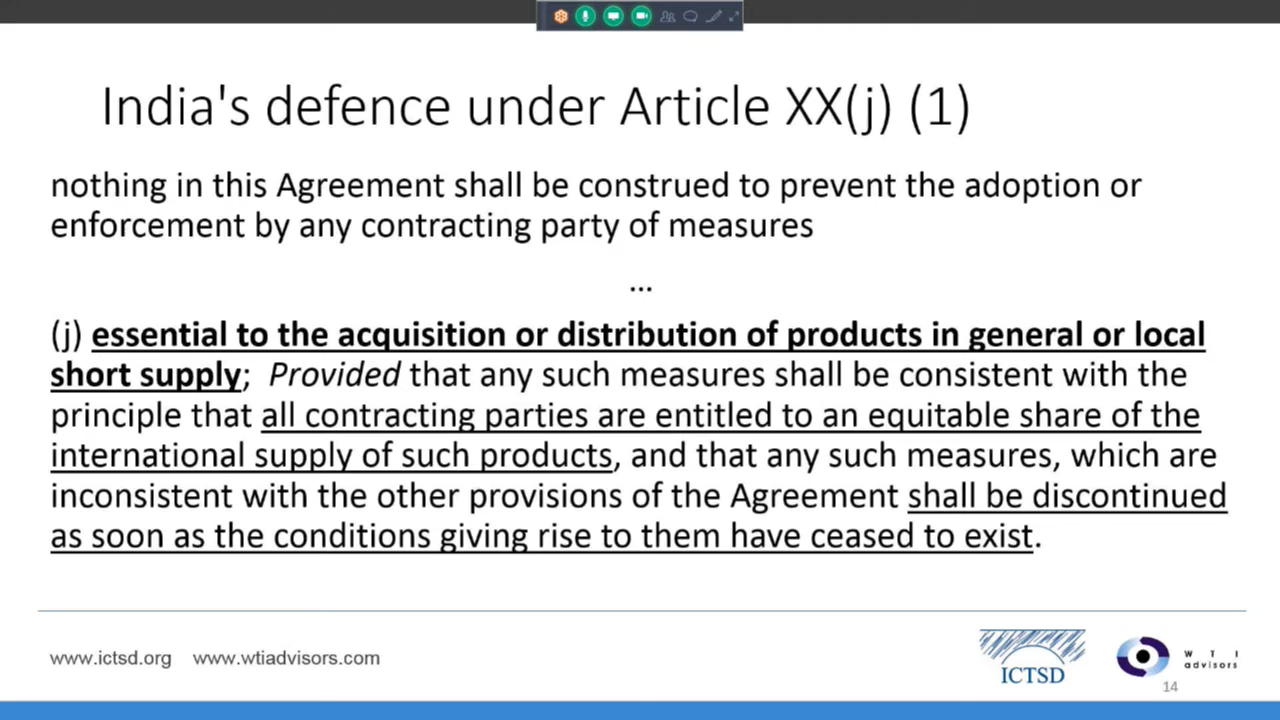 India's defence under Article XX(j) (1)
nothing in this Agreement shall be construed to prevent the adoption or
enforcement by any contracting party of measures
...
(j) essential to the acquisition or distribution of products in general or local
short supply; Provided that any such measures shall be consistent with the
principle that all contracting parties are entitled to an equitable share of the
international supply of such products, and that any such measures, which are
inconsistent with the other provisions of the Agreement shall be discontinued
as soon as the conditions giving rise to them have ceased to exist.
www.ictsd.org www.wtiadvisors.com
ICTSD
W T I
advisors
14